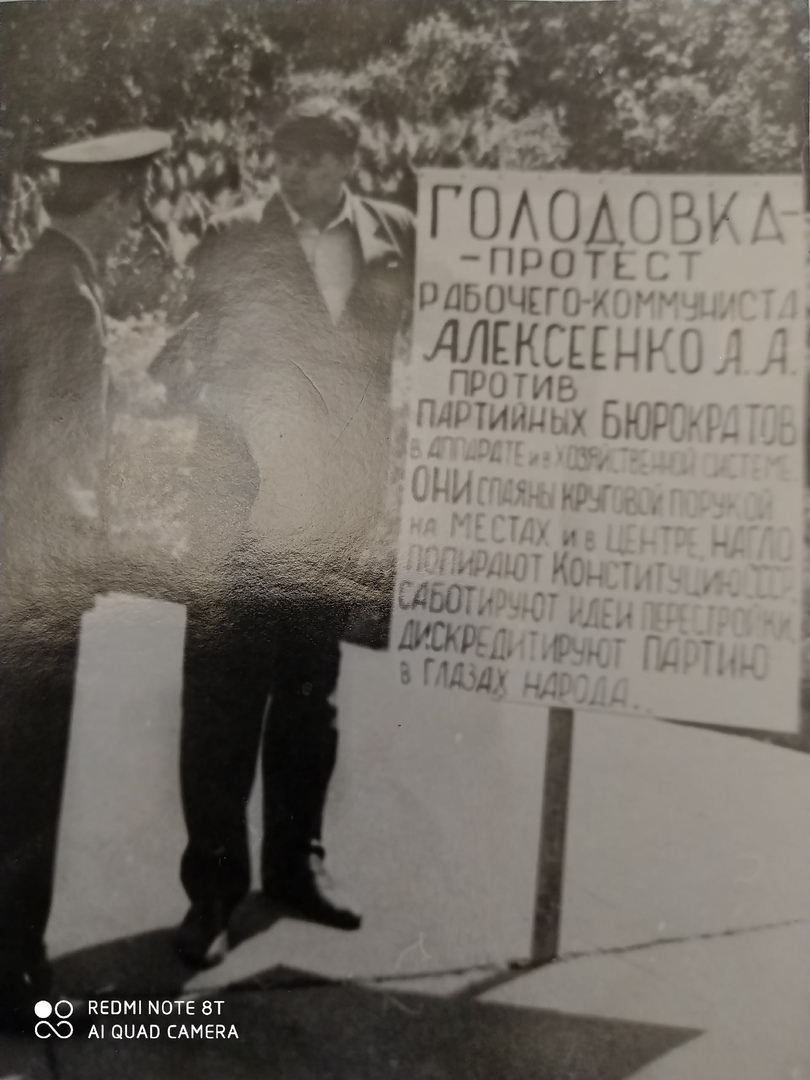 ГОЛОДОВКА-
-ПРОТЕСТ
РАБОЧЕГО-КОММУНИСТА
АЛЕКСЕЕНКО А.А.
ПРОТИВ
ПАРТИЙНЫХ БЮРОКРАТОВ
В АППАРАТЕ и в ХОЗЯЙСТВЕННОЙ СИСТЕМЕ.
ОНИ СПАЯНЫ КРУГОВОЙ ПОРУКОЙ
на МЕСТАХ и в ЦЕНТРЕ, НАГЛО
ПОПИРАЮТ КОНСТИТУЦИЮ СССР,
САБОТИРУЮТ ИДЕИ ПЕРЕСТРОЙКИ,
ДИСКРЕДИТИРУЮТ ПАРТИЮ
в ГЛАЗАХ НАРОДА..
REDMI NOTE 8T
AI QUAD CAMERA